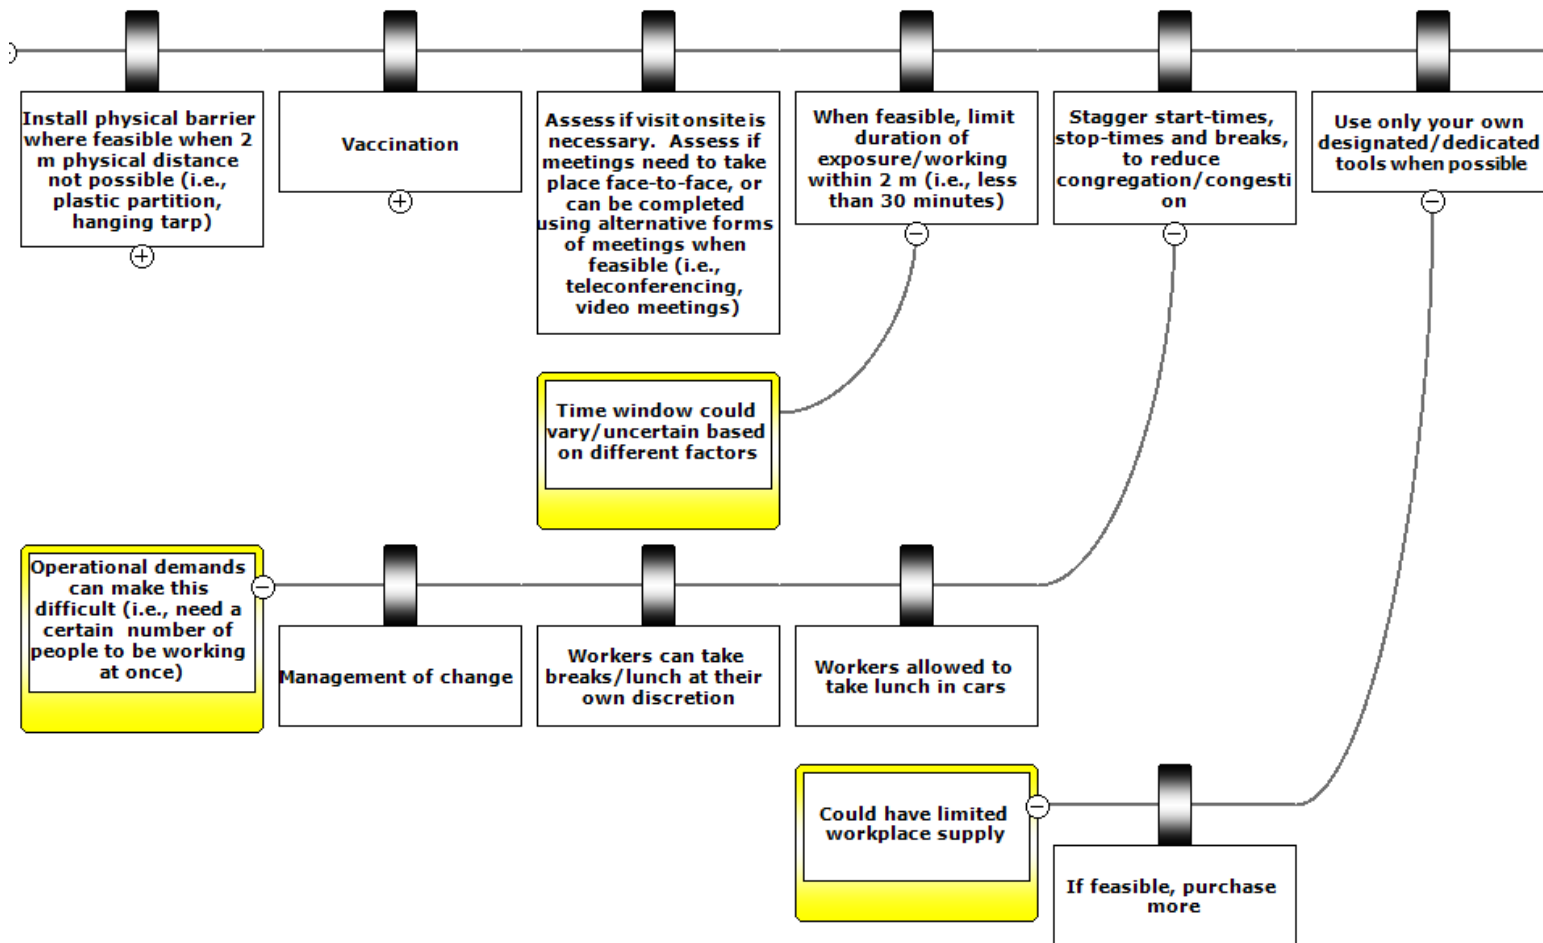 Install physical barrier
where feasible when 2
m physical distance
not possible (i.e.,
plastic partition,
hanging tarp)
Vaccination
Assess if visit onsite is
necessary.  Assess if
meetings need to take
place face-to-face, or
can be completed
using alternative forms
of meetings when
feasible (i.e.,
teleconferencing,
video meetings)
When feasible, limit
duration of
exposure/working
within 2 m (i.e., less
than 30 minutes)
Stagger start-times,
stop-times and breaks,
to reduce
congregation/congesti
on
Use only your own
designated/dedicated
tools when possible
Time window could
vary/uncertain based
on different factors
Operational demands
can make this
difficult (i.e., need a
certain  number of
people to be working
at once)
Management of change
Workers can take
breaks/lunch at their
own discretion
Workers allowed to
take lunch in cars
Could have limited
workplace supply
If feasible, purchase
more